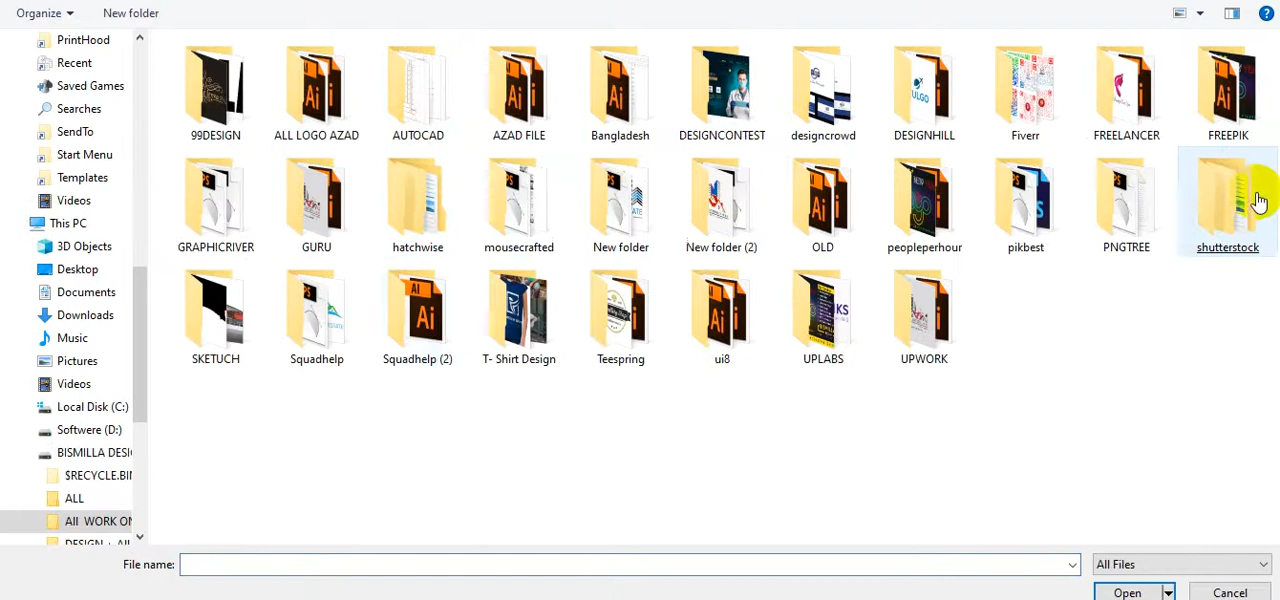 Organize
New folder
PrintHood
Recent
Saved Games
Searches
SendTo
Start Menu
Templates
Videos
This PC
3D Objects
Desktop
Documents
Downloads
Music
Pictures
Videos
Local Disk (C:)
Softwere (D:)
BISMILLA DESI
$RECYCLE.BIN
ALL
All WORK ON
99DESIGN
ALL LOGO AZAD
AUTOCAD
AZAD FILE
Bangladesh
DESIGNCONTEST
designcrowd
DESIGNHILL
Fiverr
FREELANCER
FREEPIK
GRAPHICRIVER
GURU
hatchwise
mousecrafted
New folder
New folder (2)
OLD
peopleperhour
pikbest
PNGTREE
shutterstock
SKETUCH
Squadhelp
Squadhelp (2)
T- Shirt Design
Teespring
ui8
UPLABS
UPWORK
File name:
All Files
Open
Cancel